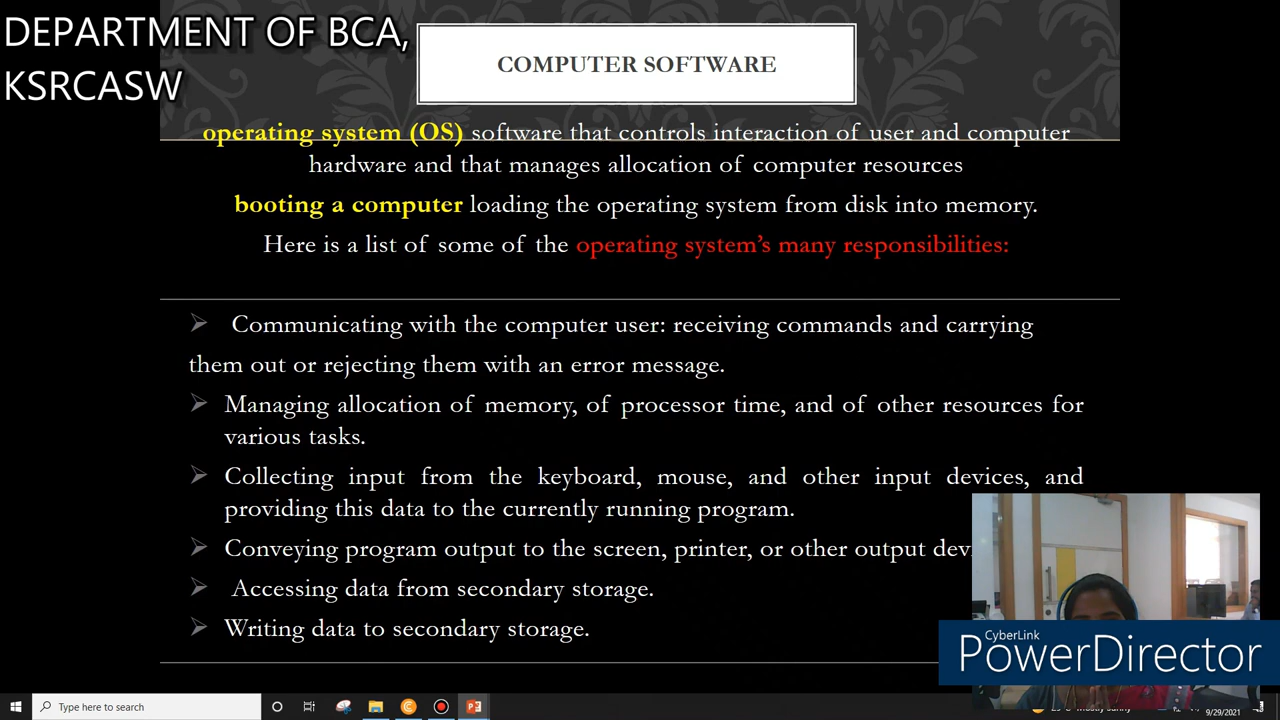 DEPARTMENT OF BCA,
KSRCASW
COMPUTER SOFTWARE
operating system (OS) software that controls interaction of user and computer
hardware and that manages allocation of computer resources
booting a computer loading the operating system from disk into memory.
Here is a list of some of the operating system's many responsibilities:
Communicating with the computer user: receiving commands and carrying
them out or rejecting them with an error message.
Managing allocation of memory, of processor time, and of other resources for
various tasks.
Collecting input from the keyboard, mouse, and other input devices, and
providing this data to the currently running program.
Conveying program output to the screen, printer, or other output
Accessing data from secondary storage.
Writing data to secondary storage.
CyberLink
PowerDirector
Type here to search
9/29/2021